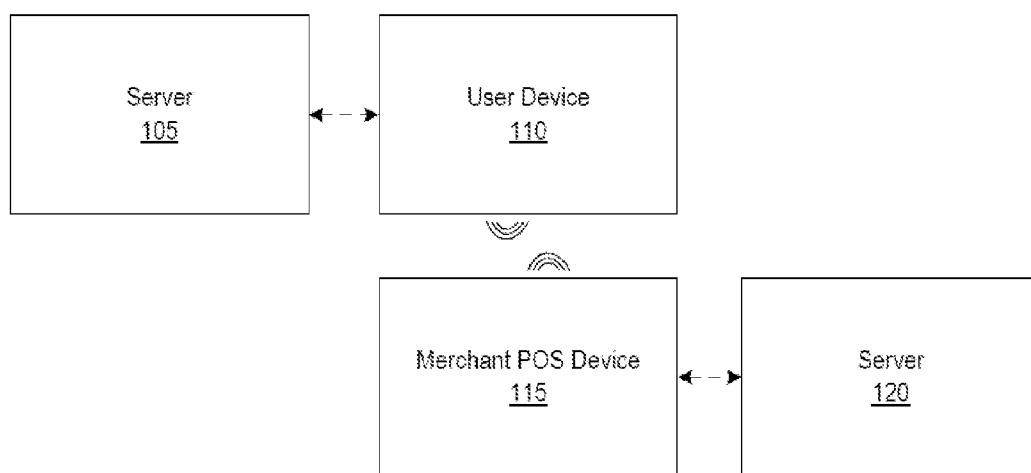 Server
105
User Device
110
Merchant POS Device
115
Server
120